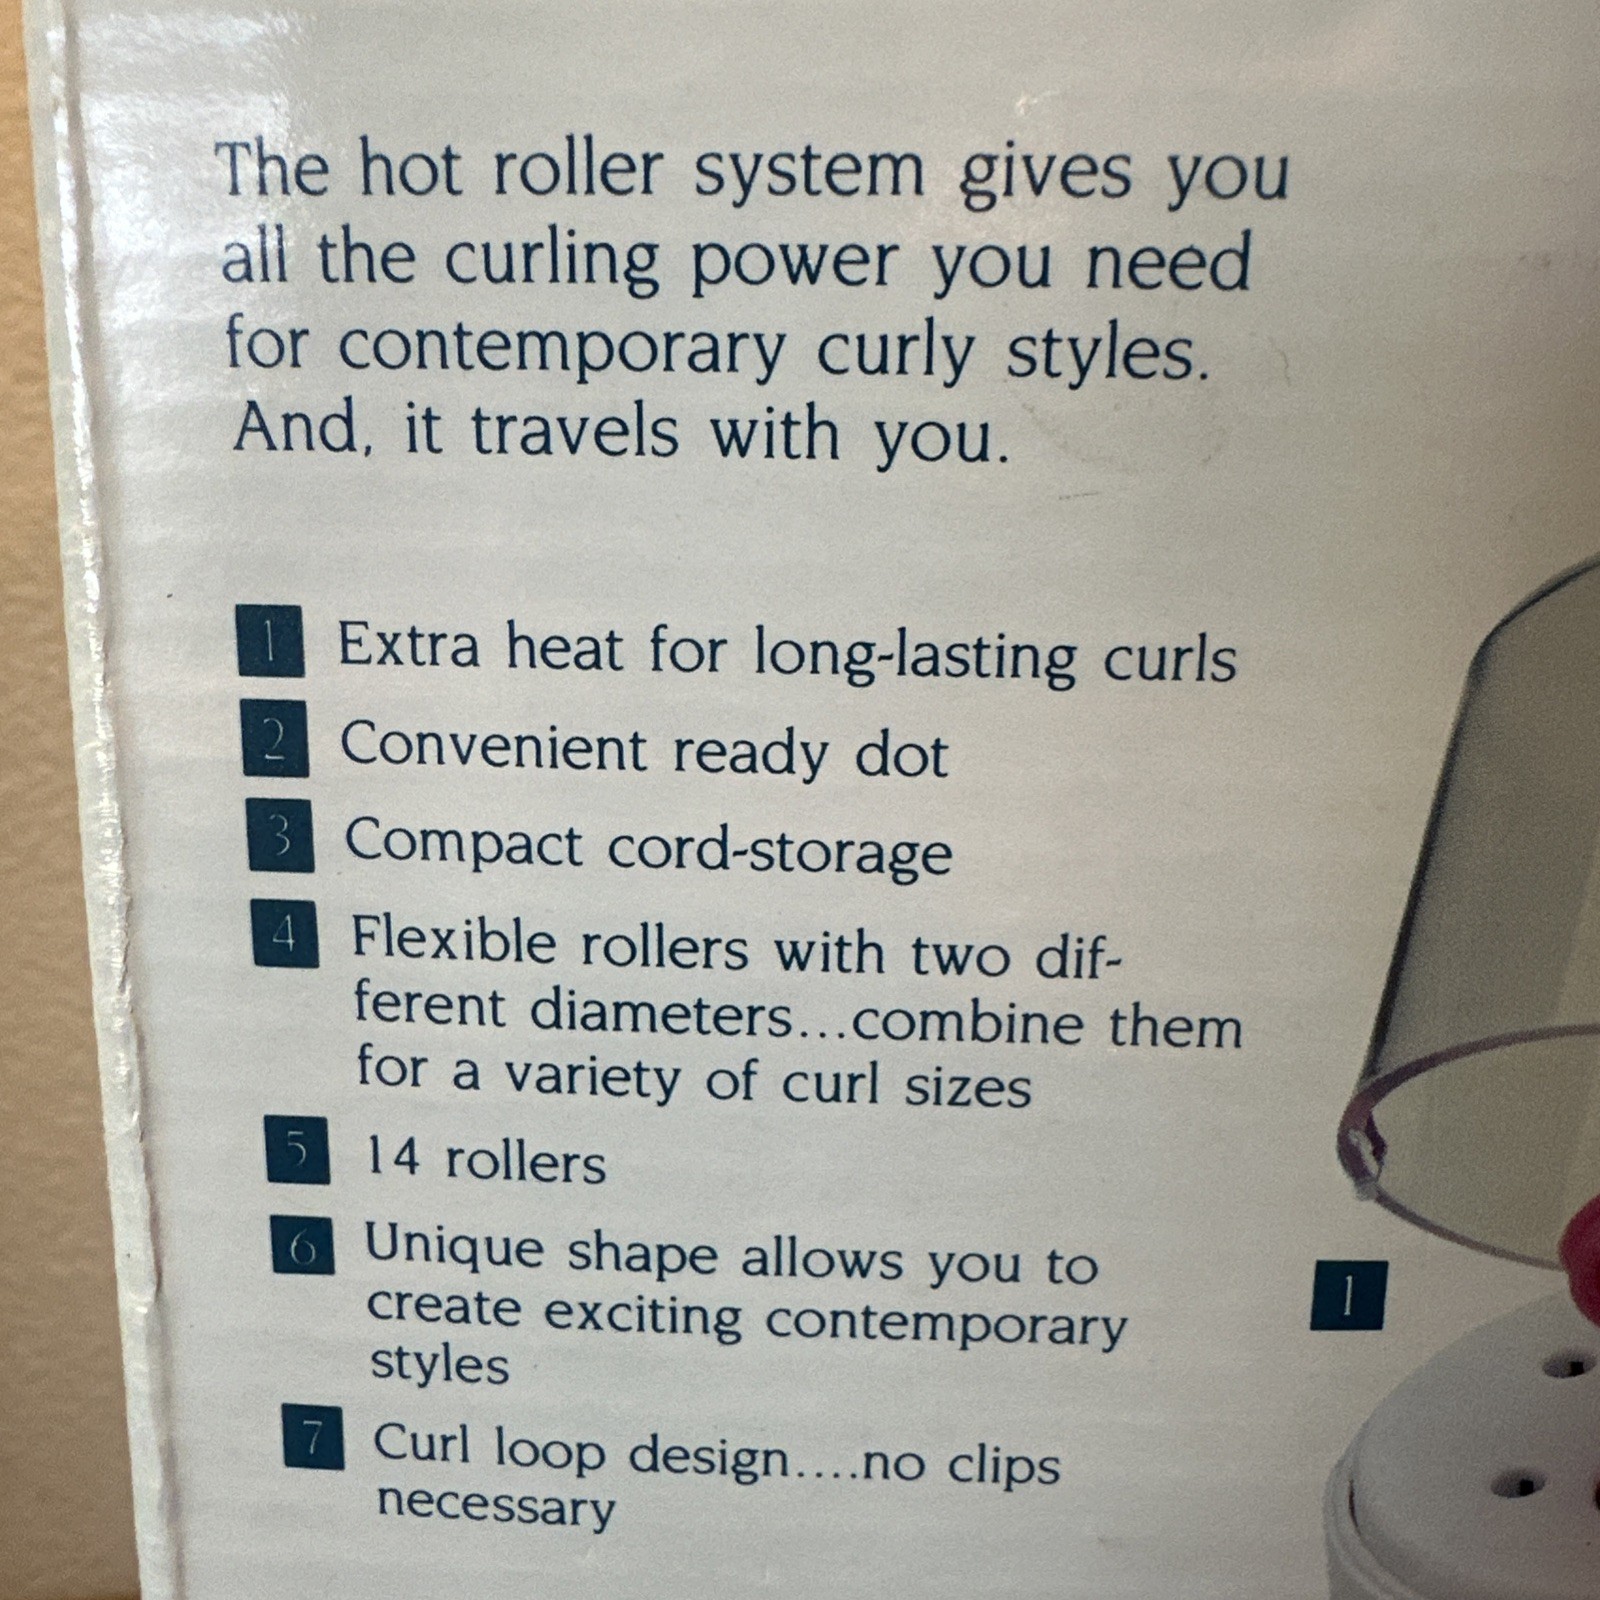 The hot roller system gives you
all the curling power you need
for contemporary curly styles.
And, it travels with you.
1 Extra heat for long-lasting curls
2 Convenient ready dot
3 Compact cord-storage
4 Flexible rollers with two dif-
ferent diameters...combine them
for a variety of curl sizes
5 14 rollers
6 Unique shape allows you to
create exciting contemporary
styles
7 Curl loop design....no clips
necessary
1